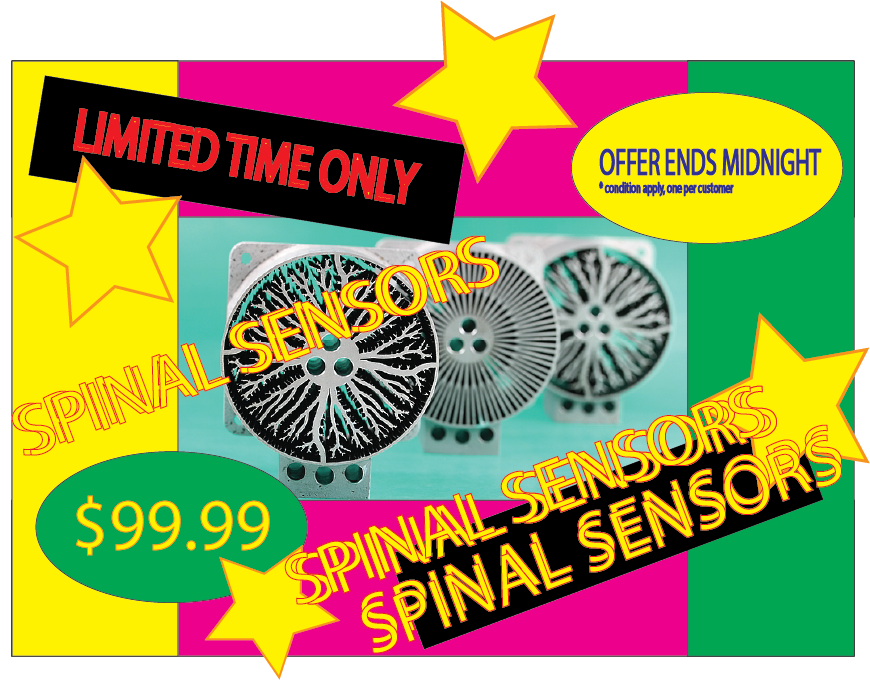 LIMITED TIME ONLY
OFFER ENDS MIDNIGHT
* condition apply, one per customer
SPINAL SENSORS
$99.99
SPINAL SENSORS
SPINAL SENSORS